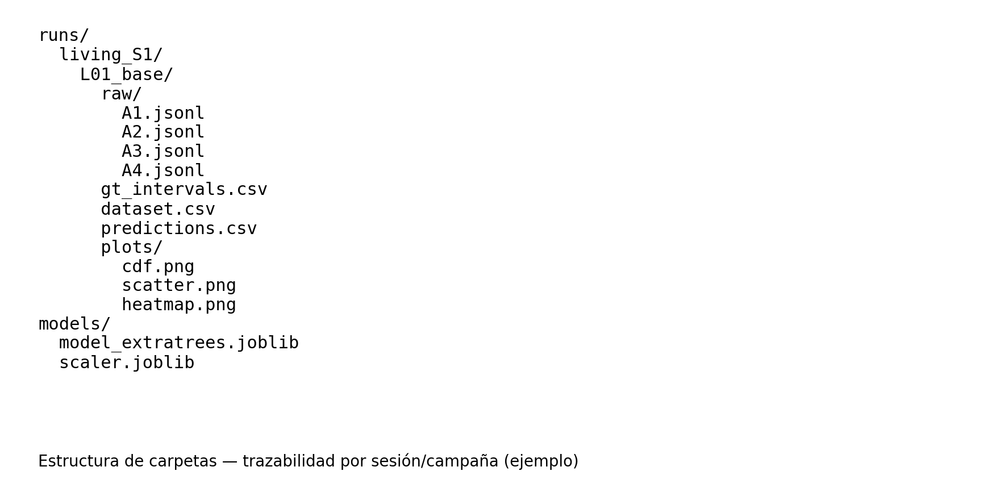 runs/
  living_S1/
    L01_base/
      raw/
        A1.jsonl
        A2.jsonl
        A3.jsonl
        A4.jsonl
      gt_intervals.csv
      dataset.csv
      predictions.csv
      plots/
        cdf.png
        scatter.png
        heatmap.png
models/
  model_extratrees.joblib
  scaler.joblib
Estructura de carpetas — trazabilidad por sesión/campaña (ejemplo)